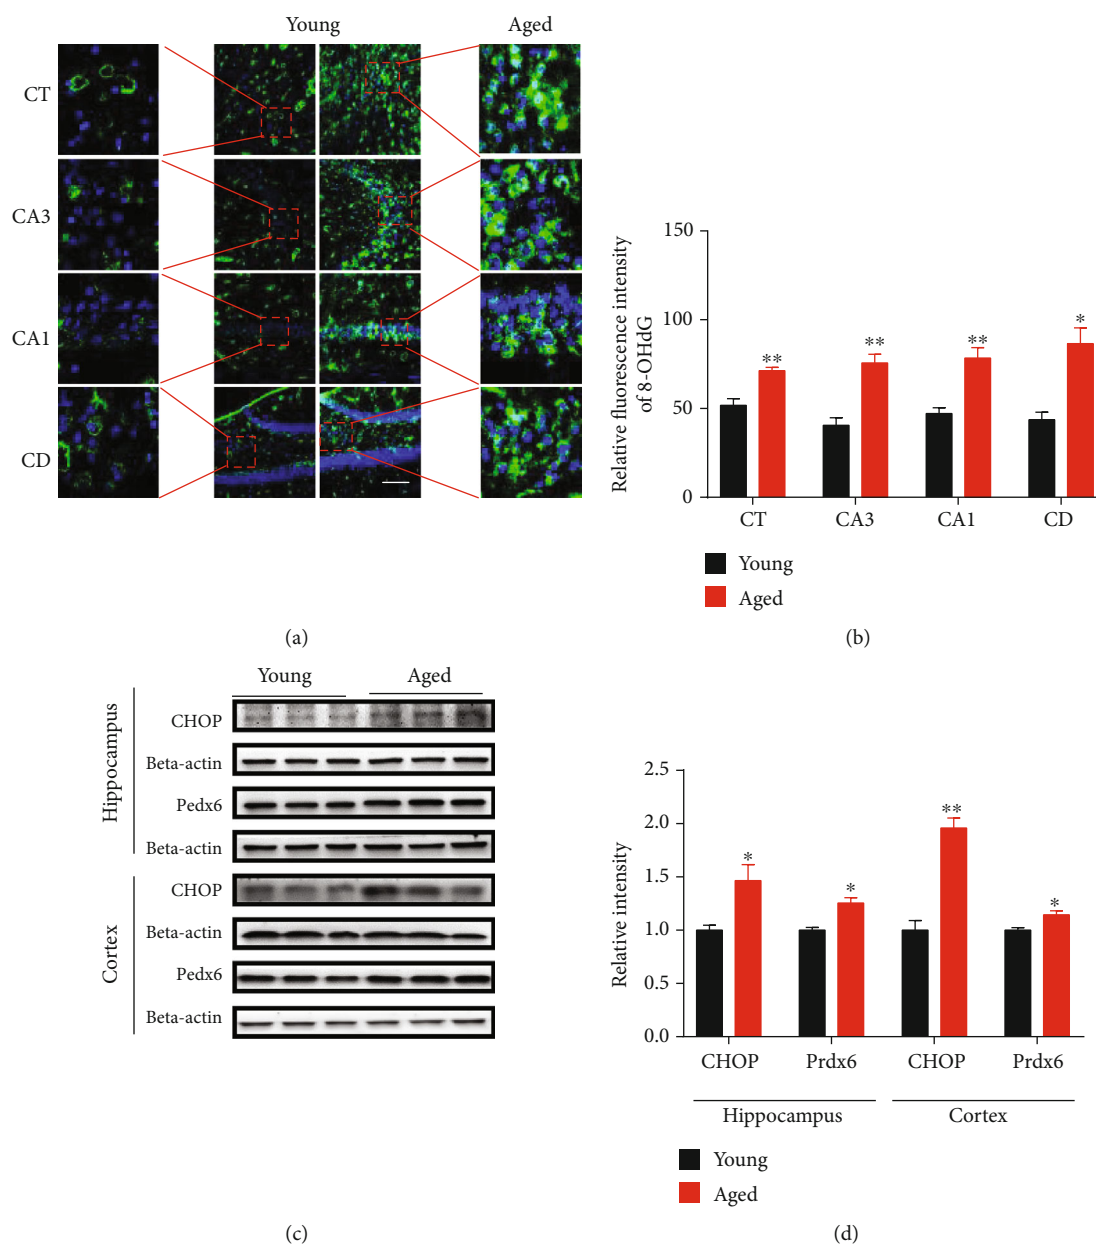 Young Aged
CT
CA3
CA1
CD
(a)
Relative fluorescence intensity
of 8-OHdG
150
100
50
0
** ** ** *
CT CA3 CA1 CD
Young
Aged
(b)
Young Aged
Hippocampus
CHOP
Beta-actin
Pedx6
Beta-actin
Cortex
CHOP
Beta-actin
Pedx6
Beta-actin
(c)
Relative intensity
2.5
2.0
1.5
1.0
0.5
0.0
* * ** *
CHOP Prdx6 CHOP Prdx6
Hippocampus Cortex
Young
Aged
(d)